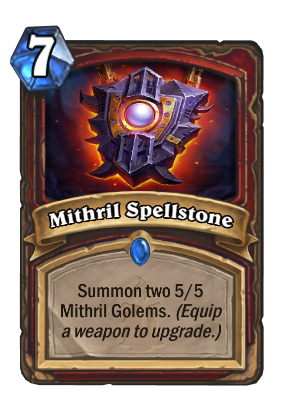 7
Mithril Spellstone
Summon two 5/5
Mithril Golems. (Equip
a weapon to upgrade.)